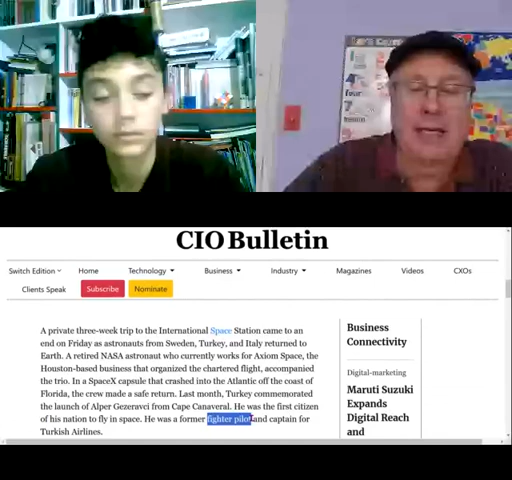 CIO Bulletin
Switch Edition Home Technology Business Industry Magazines Videos CXOs
Clients Speak Subscribe Nominate
A private three-week trip to the International Space Station came to an
end on Friday as astronauts from Sweden, Turkey, and Italy returned to
Earth. A retired NASA astronaut who currently works for Axiom Space, the
Houston-based business that organized the chartered flight, accompanied
the trio. In a SpaceX capsule that crashed into the Atlantic off the coast of
Florida, the crew made a safe return. Last month, Turkey commemorated
the launch of Alper Gezeravci from Cape Canaveral. He was the first citizen
of his nation to fly in space. He was a former fighter pilot and captain for
Turkish Airlines.
Business
Connectivity
Digital-marketing
Maruti Suzuki
Expands
Digital Reach
and